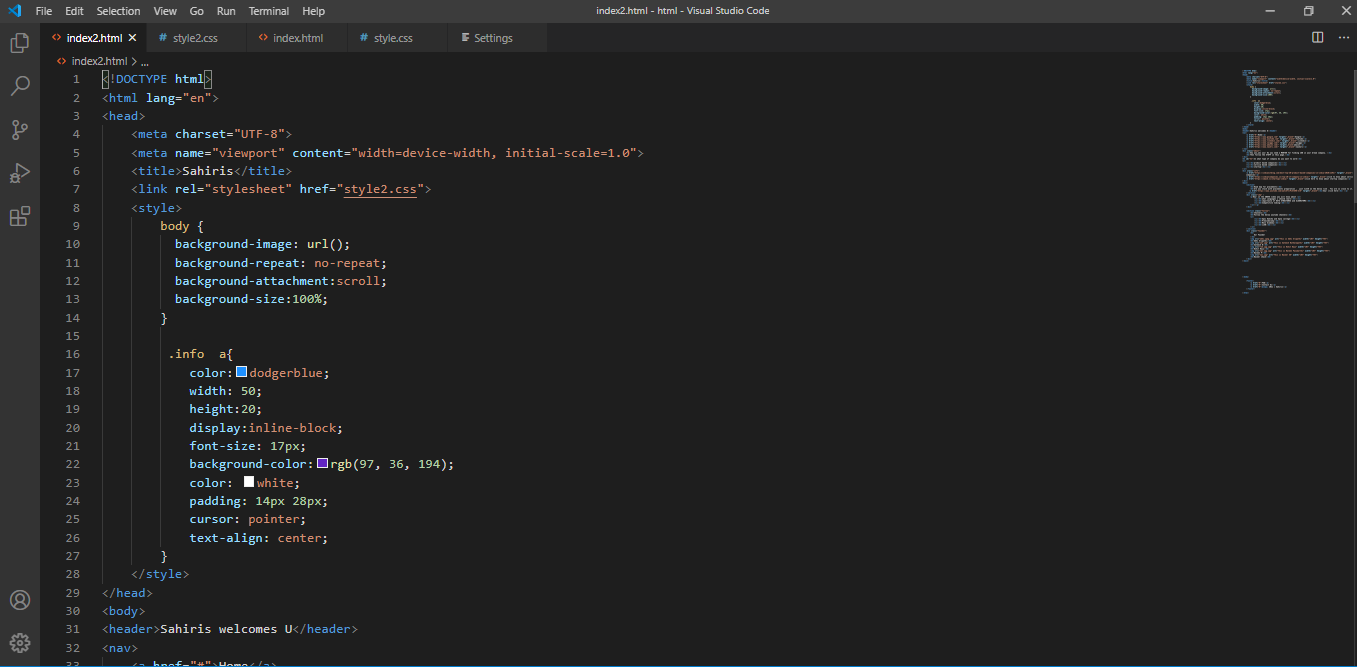 File Edit Selection View Go Run Terminal Help index2.html - html - Visual Studio Code
index2.html style2.css index.html style.css Settings
index2.html > ...
1 <!DOCTYPE html>
2 <html lang="en">
3 <head>
4 <meta charset="UTF-8">
5 <meta name="viewport" content="width=device-width, initial-scale=1.0">
6 <title>Sahiris</title>
7 <link rel="stylesheet" href="style2.css">
8 <style>
9 body {
10 background-image: url();
11 background-repeat: no-repeat;
12 background-attachment:scroll;
13 background-size:100%;
14 }
15
16 .info  a{
17 color:dodgerblue;
18 width: 50;
19 height:20;
20 display:inline-block;
21 font-size: 17px;
22 background-color:rgb(97, 36, 194);
23 color: white;
24 padding: 14px 28px;
25 cursor: pointer;
26 text-align: center;
27 }
28 </style>
29 </head>
30 <body>
31 <header>Sahiris welcomes U</header>
32 <nav>
33 <a href="#">Home</a>